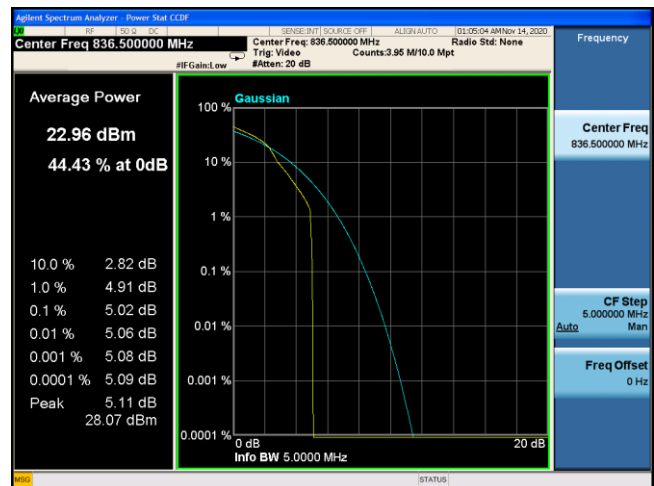 Agilent Spectrum Analyzer - Power Stat CCDF
RF 50 Ω DC SENSE:INT SOURCE OFF ALIGN AUTO 01:05:04 AM Nov 14, 2020
Center Freq 836.500000 MHz
Center Freq: 836.500000 MHz Radio Std: None
Trig: Video Counts:3.95 M/10.0 Mpt
#IFGain:Low #Atten: 20 dB
Frequency
Average Power
22.96 dBm
44.43 % at 0dB
10.0 % 2.82 dB
1.0 % 4.91 dB
0.1 % 5.02 dB
0.01 % 5.06 dB
0.001 % 5.08 dB
0.0001 % 5.09 dB
Peak 5.11 dB
28.07 dBm
Gaussian
100 %
10 %
1 %
0.1 %
0.01 %
0.001 %
0.0001 %
0 dB 20 dB
Info BW 5.0000 MHz
Center Freq
836.500000 MHz
CF Step
5.000000 MHz
Auto Man
Freq Offset
0 Hz
MSG STATUS